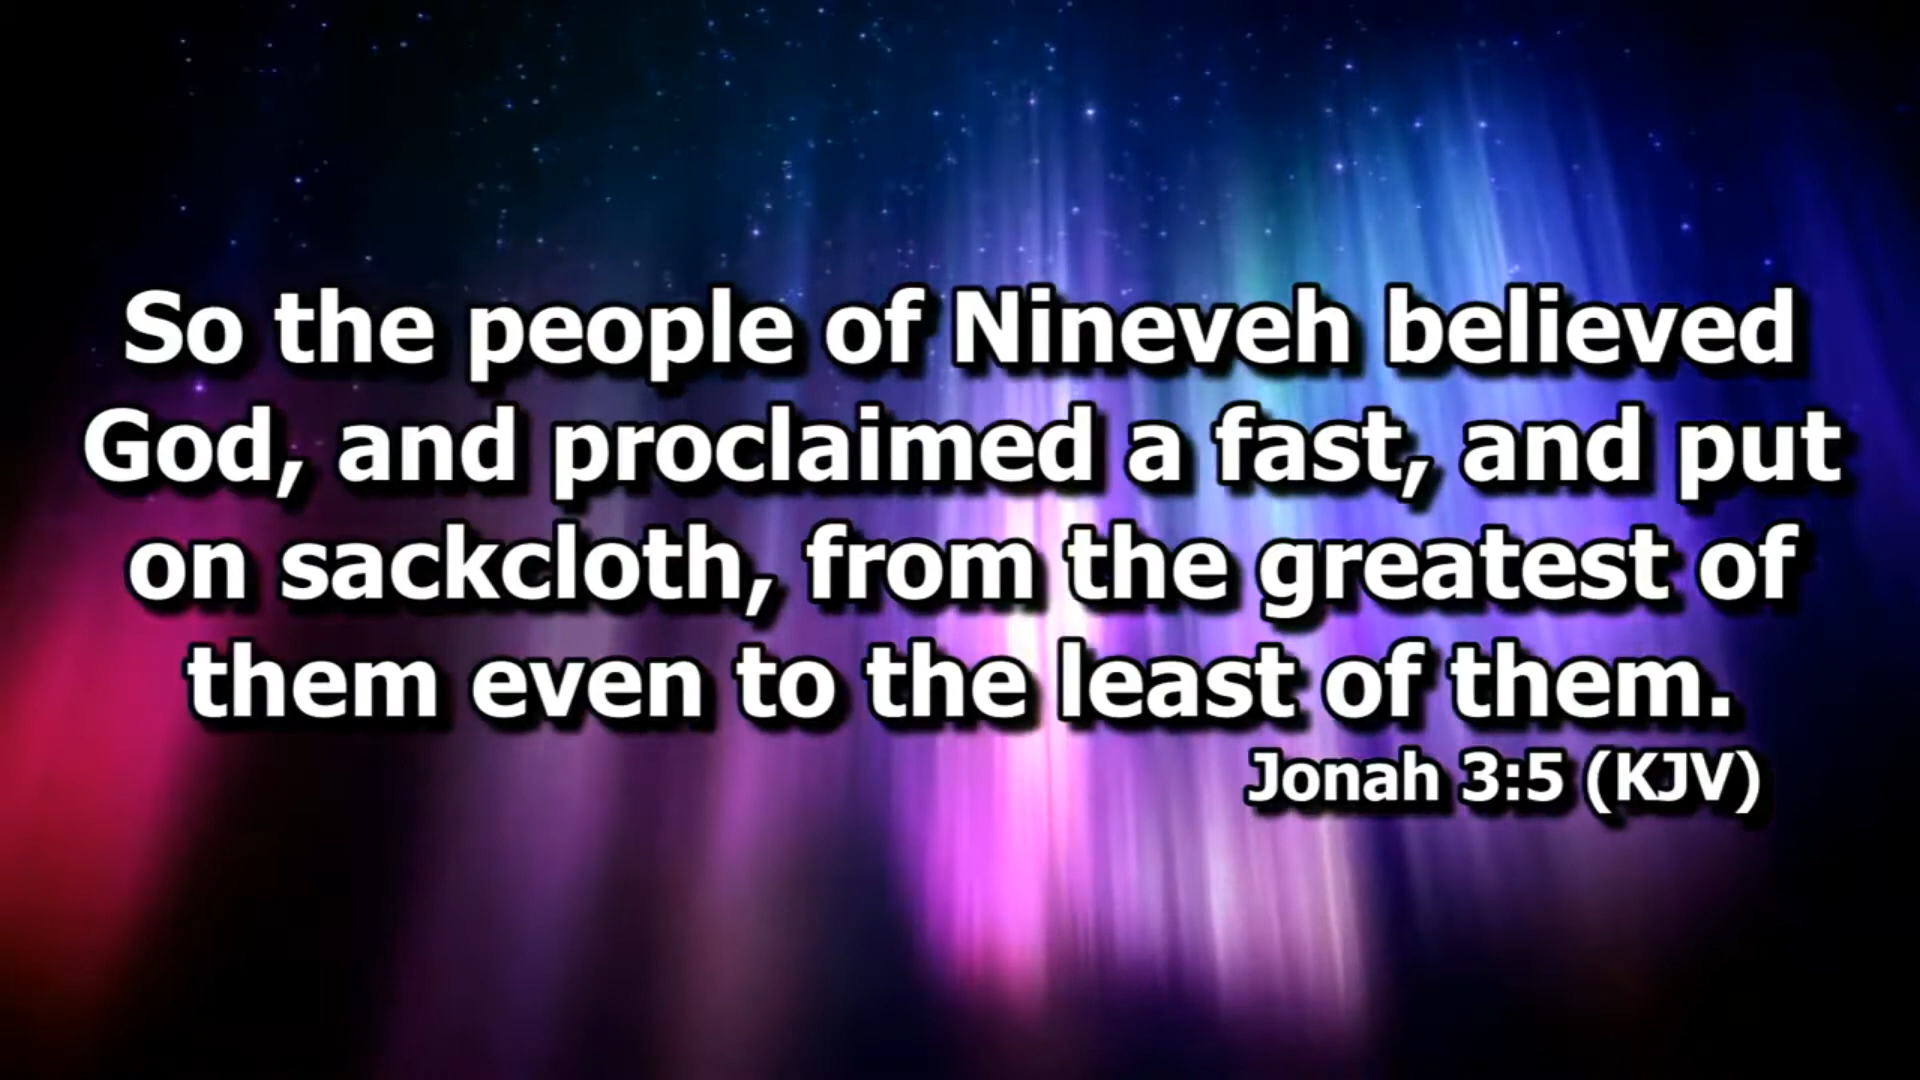 So the people of Nineveh believed
God, and proclaimed a fast, and put
on sackcloth, from the greatest of
them even to the least of them.
Jonah 3:5 (KJV)